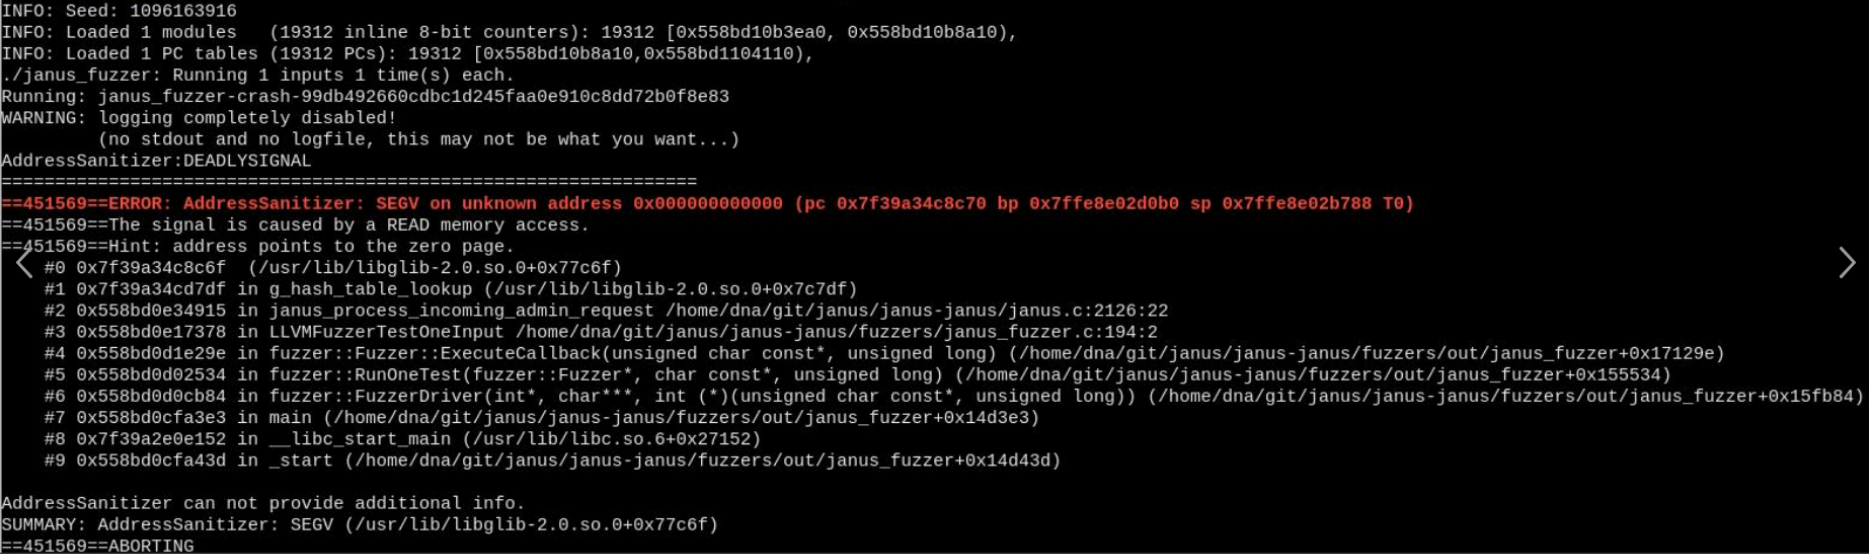 INFO: Seed: 1096163916
INFO: Loaded 1 modules   (19312 inline 8-bit counters): 19312 [0x558bd10b3ea0, 0x558bd10b8a10),
INFO: Loaded 1 PC tables (19312 PCs): 19312 [0x558bd10b8a10,0x558bd1104110),
./janus_fuzzer: Running 1 inputs 1 time(s) each.
Running: janus_fuzzer-crash-99db492660cdbc1d245faa0e910c8dd72b0f8e83
WARNING: logging completely disabled!
         (no stdout and no logfile, this may not be what you want...)
AddressSanitizer:DEADLYSIGNAL
=================================================================
==451569==ERROR: AddressSanitizer: SEGV on unknown address 0x000000000000 (pc 0x7f39a34c8c70 bp 0x7ffe8e02d0b0 sp 0x7ffe8e02b788 T0)
==451569==The signal is caused by a READ memory access.
==451569==Hint: address points to the zero page.
    #0 0x7f39a34c8c6f  (/usr/lib/libglib-2.0.so.0+0x77c6f)
    #1 0x7f39a34cd7df in g_hash_table_lookup (/usr/lib/libglib-2.0.so.0+0x7c7df)
    #2 0x558bd0e34915 in janus_process_incoming_admin_request /home/dna/git/janus/janus-janus/janus.c:2126:22
    #3 0x558bd0e17378 in LLVMFuzzerTestOneInput /home/dna/git/janus/janus-janus/fuzzers/janus_fuzzer.c:194:2
    #4 0x558bd0d1e29e in fuzzer::Fuzzer::ExecuteCallback(unsigned char const*, unsigned long) (/home/dna/git/janus/janus-janus/fuzzers/out/janus_fuzzer+0x17129e)
    #5 0x558bd0d02534 in fuzzer::RunOneTest(fuzzer::Fuzzer*, char const*, unsigned long) (/home/dna/git/janus/janus-janus/fuzzers/out/janus_fuzzer+0x155534)
    #6 0x558bd0d0cb84 in fuzzer::FuzzerDriver(int*, char***, int (*)(unsigned char const*, unsigned long)) (/home/dna/git/janus/janus-janus/fuzzers/out/janus_fuzzer+0x15fb84)
    #7 0x558bd0cfa3e3 in main (/home/dna/git/janus/janus-janus/fuzzers/out/janus_fuzzer+0x14d3e3)
    #8 0x7f39a2e0e152 in __libc_start_main (/usr/lib/libc.so.6+0x27152)
    #9 0x558bd0cfa43d in _start (/home/dna/git/janus/janus-janus/fuzzers/out/janus_fuzzer+0x14d43d)

AddressSanitizer can not provide additional info.
SUMMARY: AddressSanitizer: SEGV (/usr/lib/libglib-2.0.so.0+0x77c6f)
==451569==ABORTING